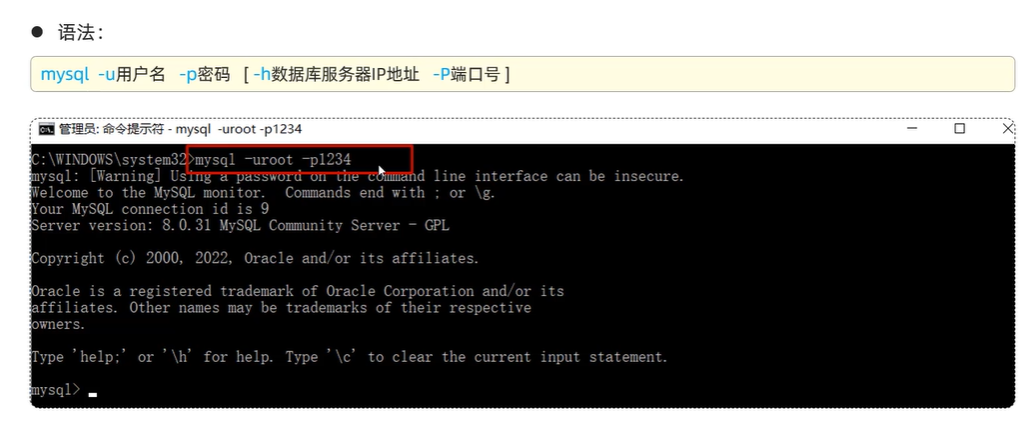 ● 语法：
mysql -u用户名 -p密码 [ -h数据库服务器IP地址 -P端口号 ]
管理员: 命令提示符 - mysql -uroot -p1234
C:\WINDOWS\system32>mysql -uroot -p1234
mysql: [Warning] Using a password on the command line interface can be insecure.
Welcome to the MySQL monitor.  Commands end with ; or \g.
Your MySQL connection id is 9
Server version: 8.0.31 MySQL Community Server - GPL
Copyright (c) 2000, 2022, Oracle and/or its affiliates.
Oracle is a registered trademark of Oracle Corporation and/or its
affiliates. Other names may be trademarks of their respective
owners.
Type 'help;' or '\h' for help. Type '\c' to clear the current input statement.
mysql>